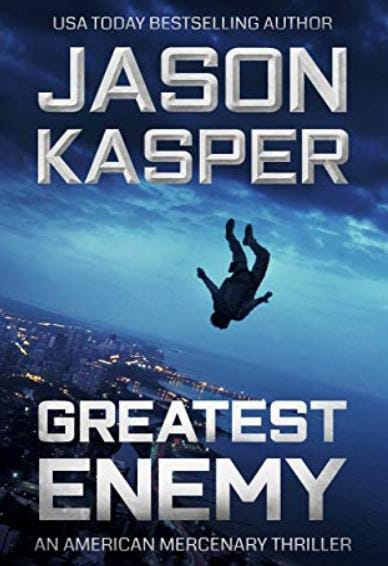 USA TODAY BESTSELLING AUTHOR
JASON
KASPER
GREATEST
ENEMY
AN AMERICAN MERCENARY THRILLER